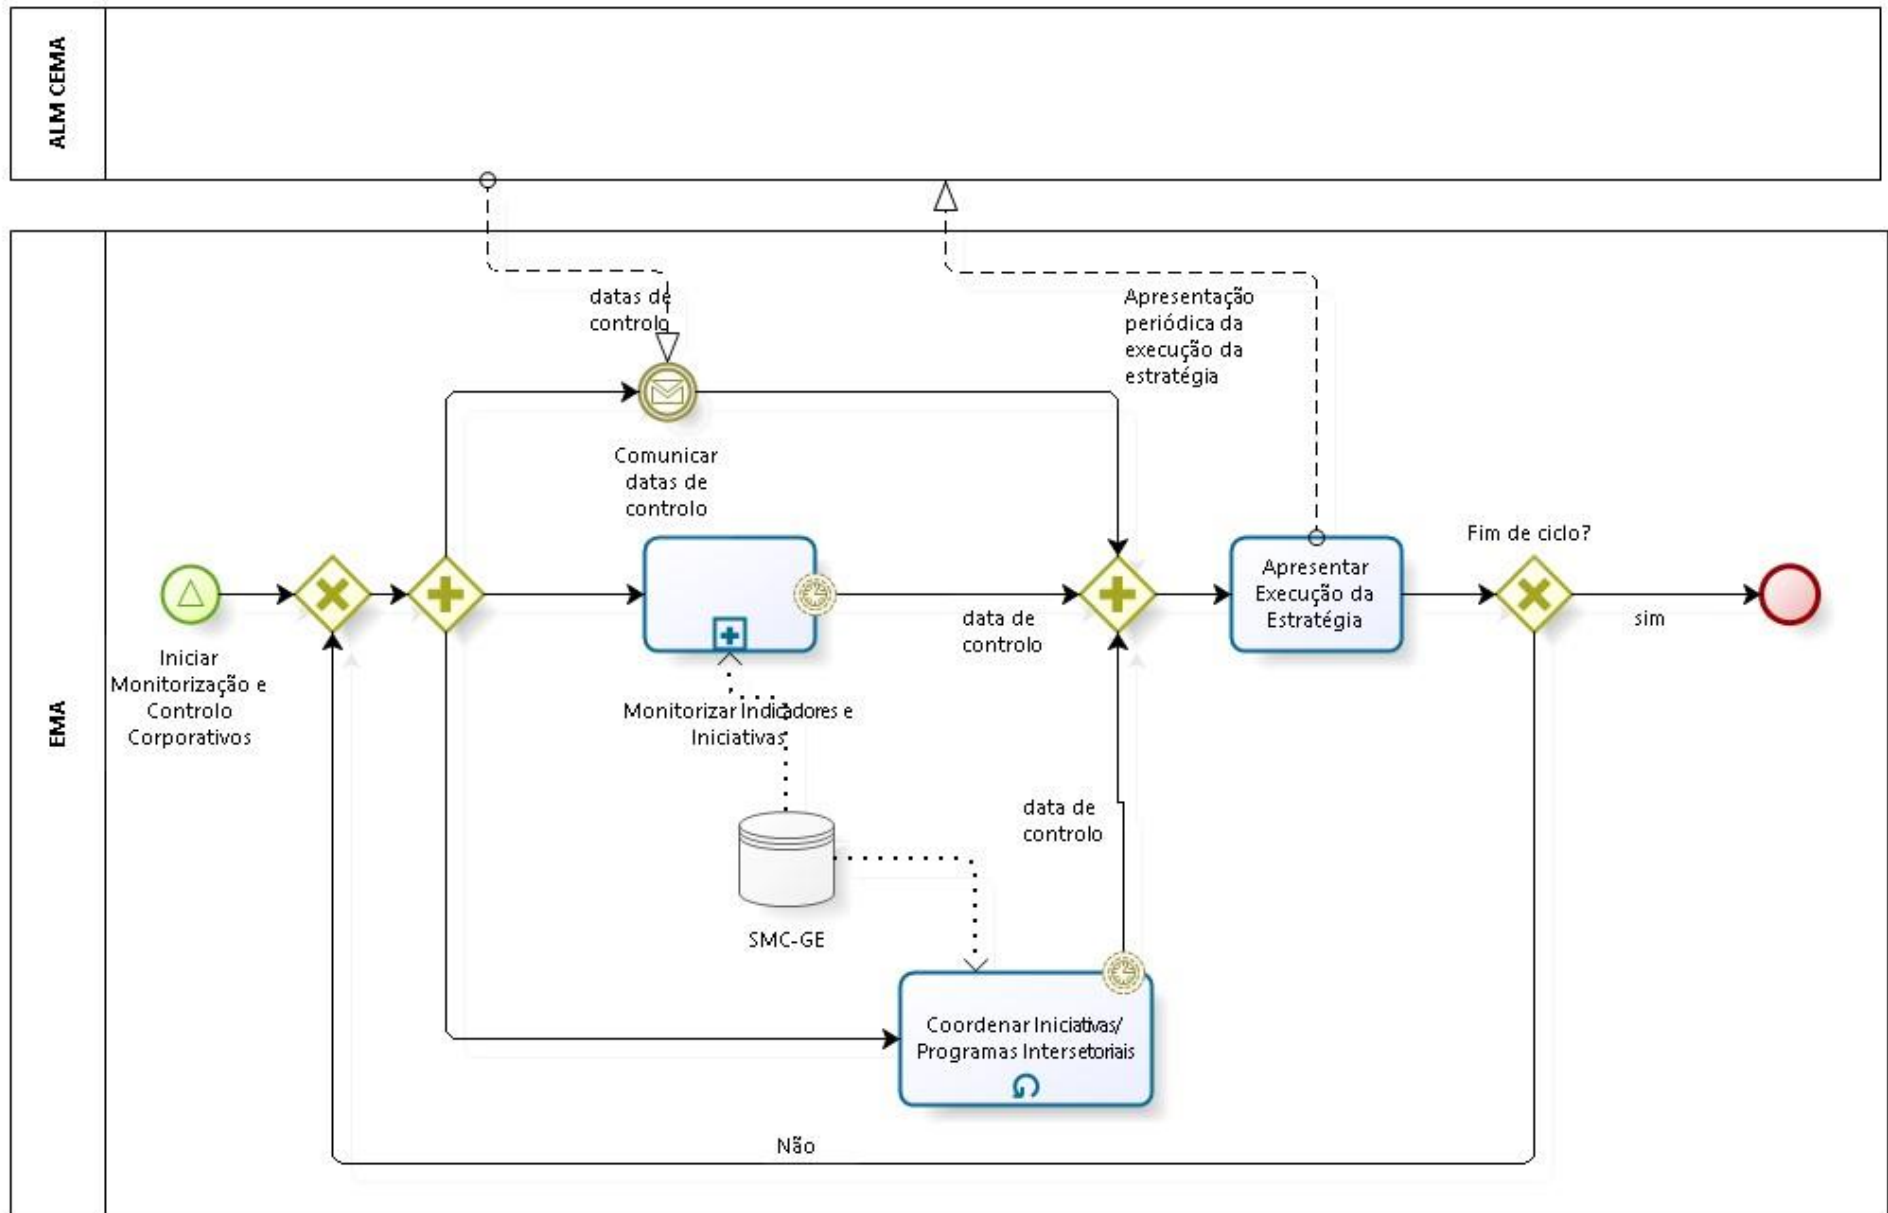 ALM CEMA
EMA
datas de
controlo
Apresentação
periódica da
execução da
estratégia
Comunicar
datas de
controlo
Fim de ciclo?
Apresentar
Execução da
Estratégia
data de
controlo
sim
Iniciar
Monitorização e
Controlo
Corporativos
Monitorizar Indicadores e
Iniciativas
data de
controlo
SMC-GE
Coordenar Iniciativas/
Programas Intersetoriais
Não